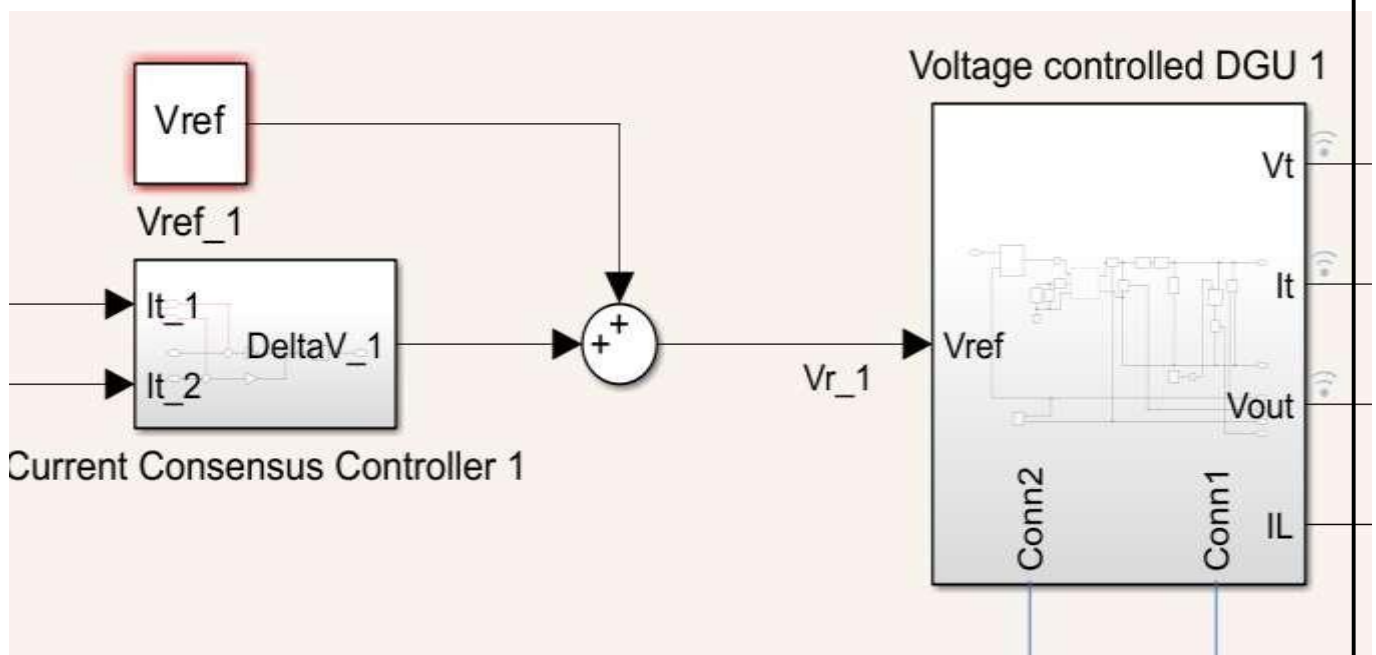 Voltage controlled DGU 1
Vref
Vref_1
Vt
It_1
It
DeltaV_1
+
+
Vref
Vr_1
It_2
Vout
Current Consensus Controller 1
Conn2
Conn1
IL